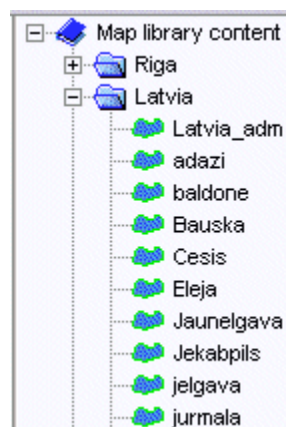 Map library content
Riga
Latvia
Latvia_adm
adazi
baldone
Bauska
Cesis
Eleja
Jaunelgava
Jekabpils
jelgava
jurmala